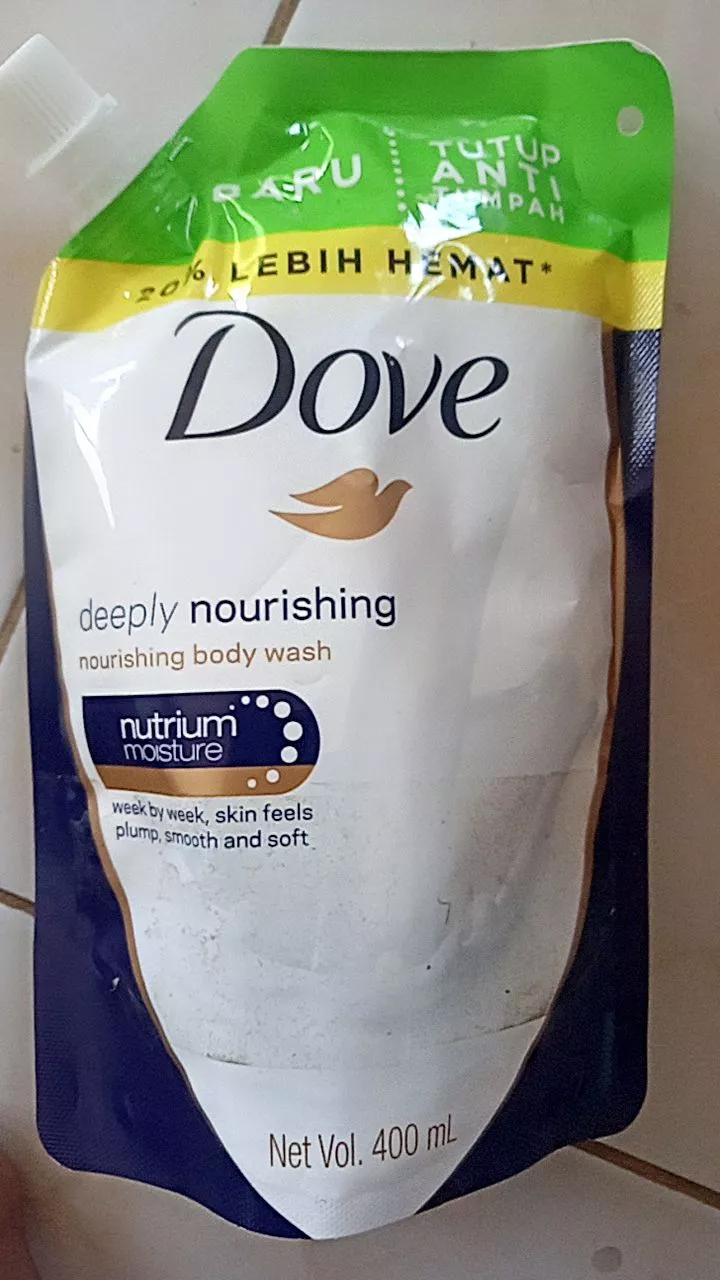 BARU
TUTUP
ANTI
TUMPAH
20% LEBIH HEMAT*
Dove
deeply nourishing
nourishing body wash
nutrium
moisture
week by week, skin feels
plump, smooth and soft
Net Vol. 400 mL